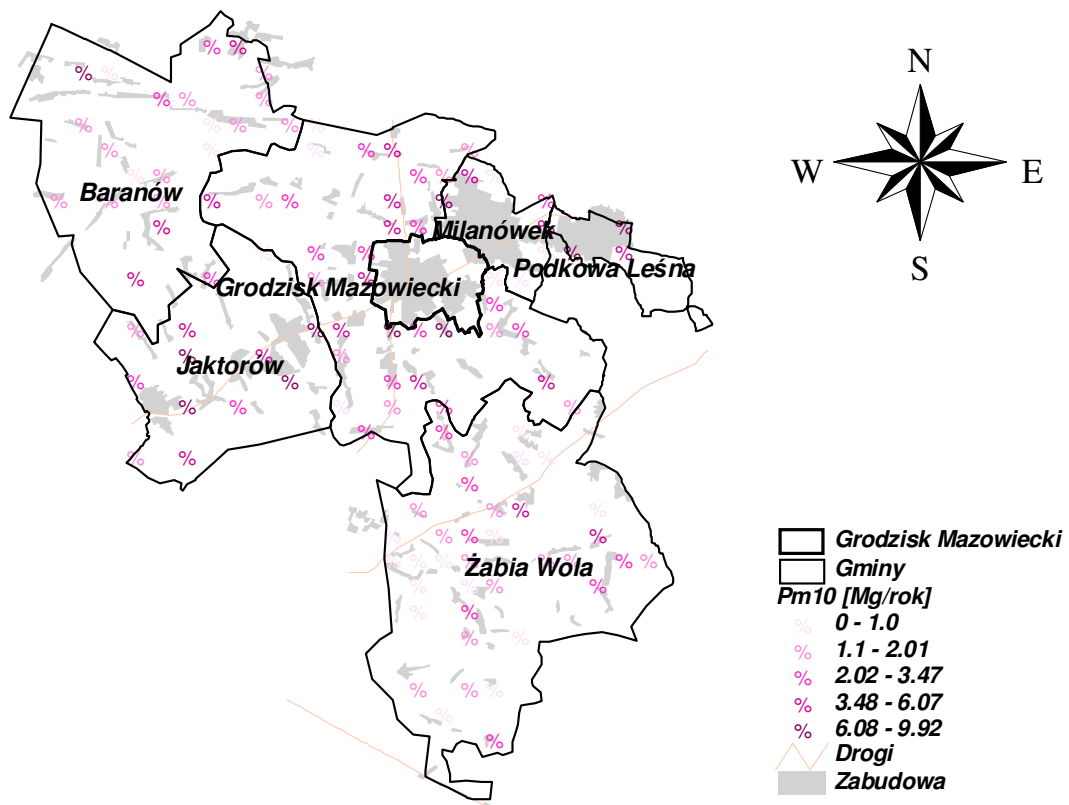 N
W E
S
Baranów
Milanówek
Podkowa Leśna
Grodzisk Mazowiecki
Jaktorów
Żabia Wola
Grodzisk Mazowiecki
Gminy
Pm10 [Mg/rok]
% 0 - 1.0
% 1.1 - 2.01
% 2.02 - 3.47
% 3.48 - 6.07
% 6.08 - 9.92
Drogi
Zabudowa